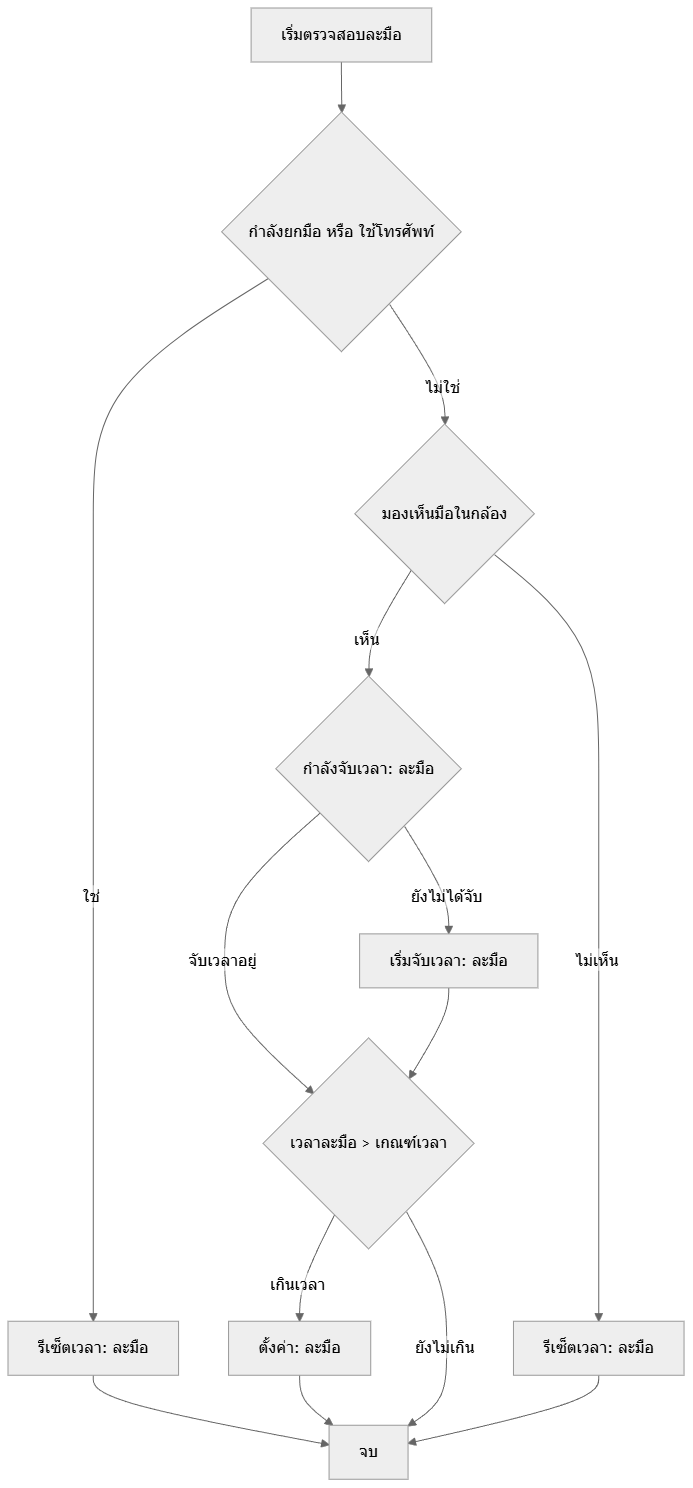 เริ่มตรวจสอบละมือ
กำลังยกมือ หรือ ใช้โทรศัพท์
ไม่ใช่
มองเห็นมือในกล้อง
เห็น
กำลังจับเวลา: ละมือ
ใช่
ยังไม่ได้จับ
จับเวลาอยู่
เริ่มจับเวลา: ละมือ
ไม่เห็น
เวลาละมือ > เกณฑ์เวลา
เกินเวลา
รีเซ็ตเวลา: ละมือ
ตั้งค่า: ละมือ
ยังไม่เกิน
รีเซ็ตเวลา: ละมือ
จบ